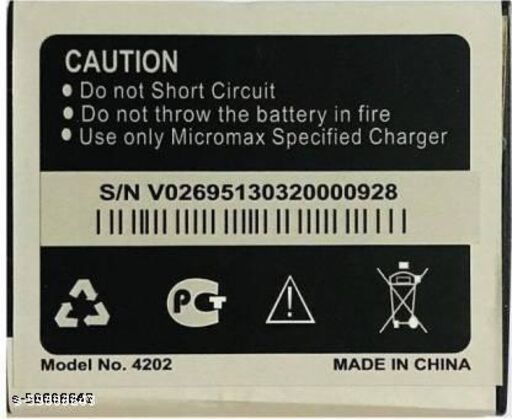 CAUTION
• Do not Short Circuit
• Do not throw the battery in fire
• Use only Micromax Specified Charger
S/N V02695130320000928
PCT
Model No. 4202
MADE IN CHINA